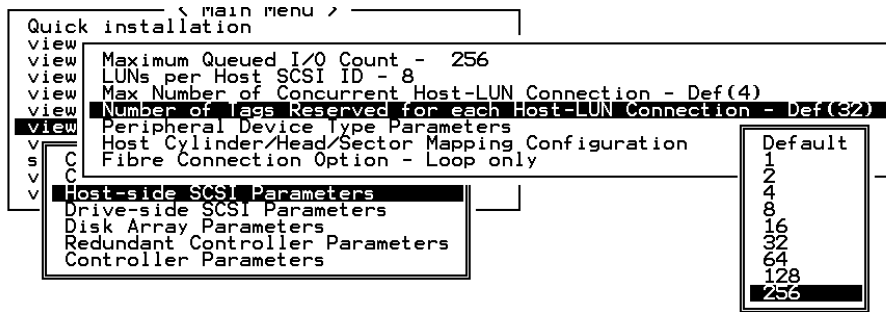 < Main Menu >
Quick installation
view
view
view
view
view
view
v
s
v
v
Maximum Queued I/O Count - 256
LUNs per Host SCSI ID - 8
Max Number of Concurrent Host-LUN Connection - Def(4)
Number of Tags Reserved for each Host-LUN Connection - Def(32)
Peripheral Device Type Parameters
Host Cylinder/Head/Sector Mapping Configuration
Fibre Connection Option - Loop only
C
C
Host-side SCSI Parameters
Drive-side SCSI Parameters
Disk Array Parameters
Redundant Controller Parameters
Controller Parameters
Default
1
2
4
8
16
32
64
128
256